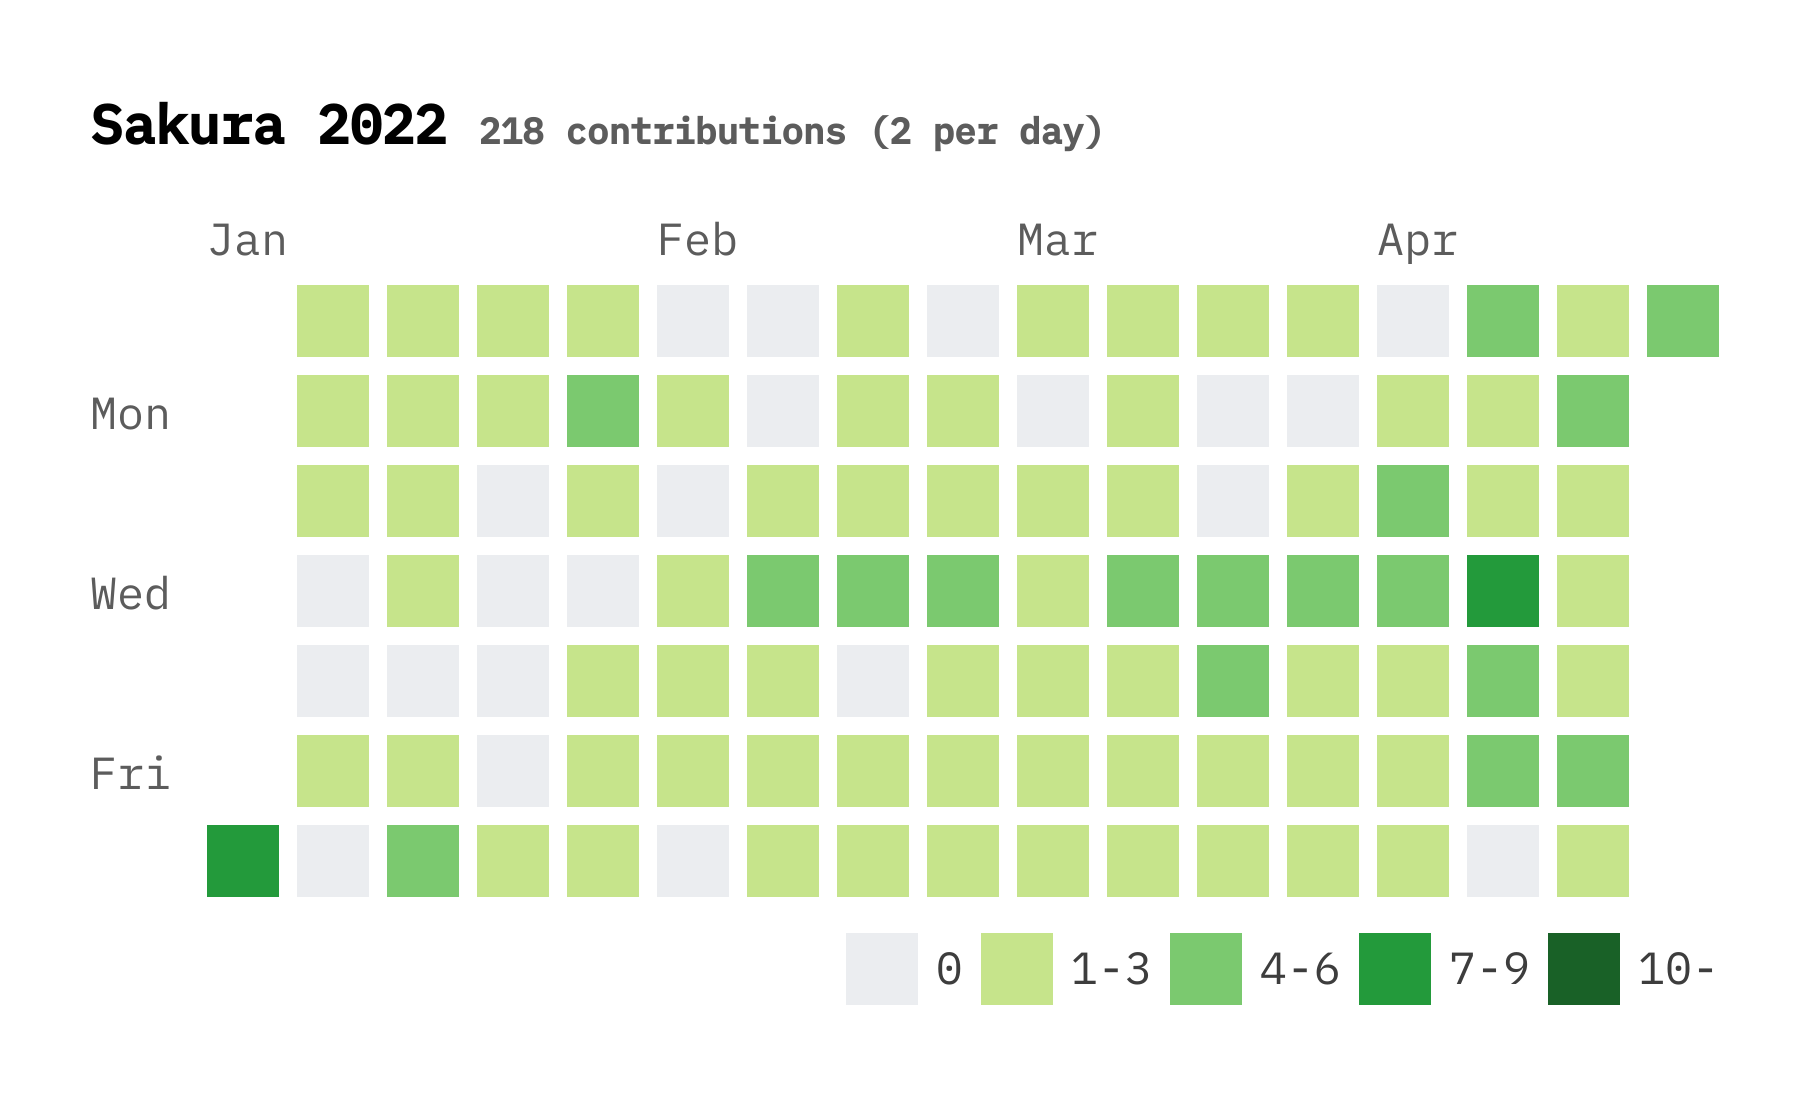 Sakura 2022 218 contributions (2 per day)
Jan Feb Mar Apr
Mon
Wed
Fri
0 1-3 4-6 7-9 10-